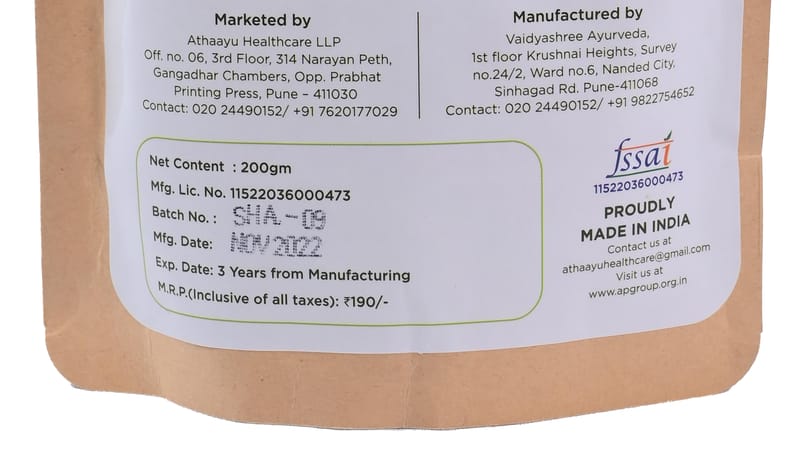 Marketed by
Athaayu Healthcare LLP
Off. no. 06, 3rd Floor, 314 Narayan Peth,
Gangadhar Chambers, Opp. Prabhat
Printing Press, Pune – 411030
Contact: 020 24490152/ +91 7620177029
Manufactured by
Vaidyashree Ayurveda,
1st floor Krushnai Heights, Survey
no.24/2, Ward no.6, Nanded City,
Sinhagad Rd. Pune-411068
Contact: 020 24490152/ +91 9822754652
Net Content : 200gm
Mfg. Lic. No. 11522036000473
Batch No. : SHA-09
Mfg. Date: NOV 2022
Exp. Date: 3 Years from Manufacturing
M.R.P.(Inclusive of all taxes): ₹190/-
fssai
11522036000473
PROUDLY
MADE IN INDIA
Contact us at
athaayuhealthcare@gmail.com
Visit us at
www.apgroup.org.in